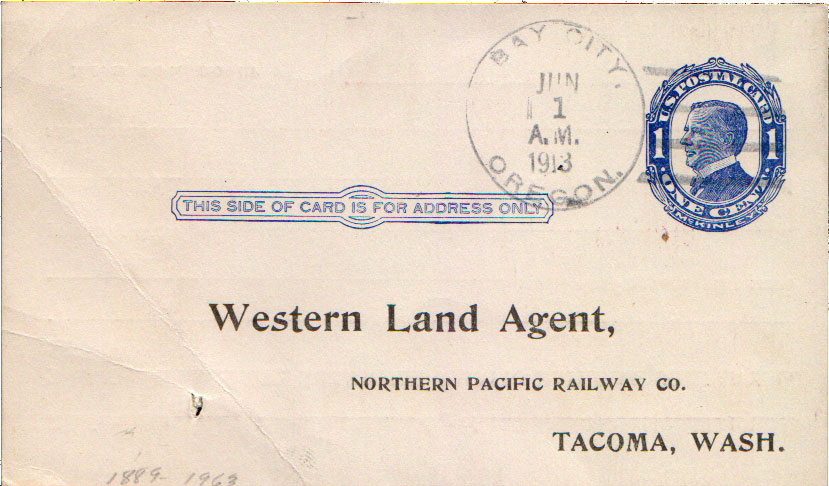 BAY CITY,
JUN
1
A.M.
1913
OREGON.
U.S. POSTAL CARD
1 1
ONE CENT
McKINLEY
THIS SIDE OF CARD IS FOR ADDRESS ONLY
Western Land Agent,
NORTHERN PACIFIC RAILWAY CO.
TACOMA, WASH.
1889-1963